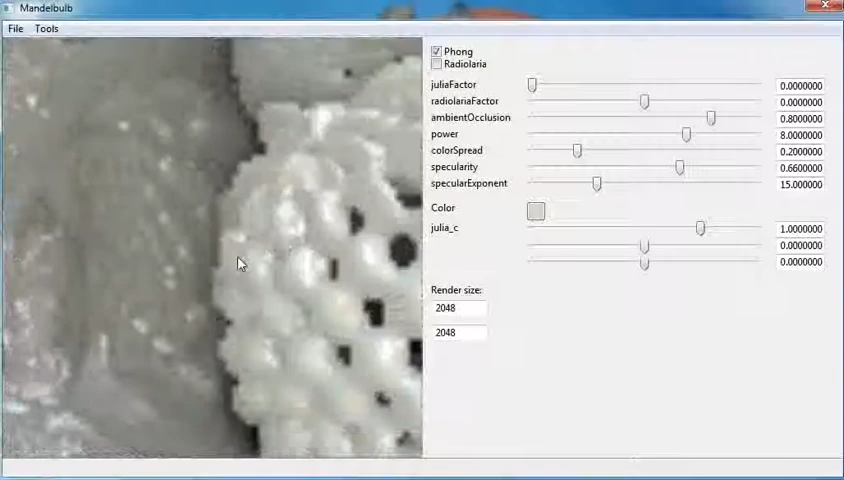 Mandelbulb
File Tools
Phong
Radiolaria
juliaFactor 0.0000000
radiolariaFactor 0.0000000
ambientOcclusion 0.8000000
power 8.0000000
colorSpread 0.2000000
specularity 0.6600000
specularExponent 15.000000
Color
julia_c 1.0000000
0.0000000
0.0000000
Render size:
2048
2048